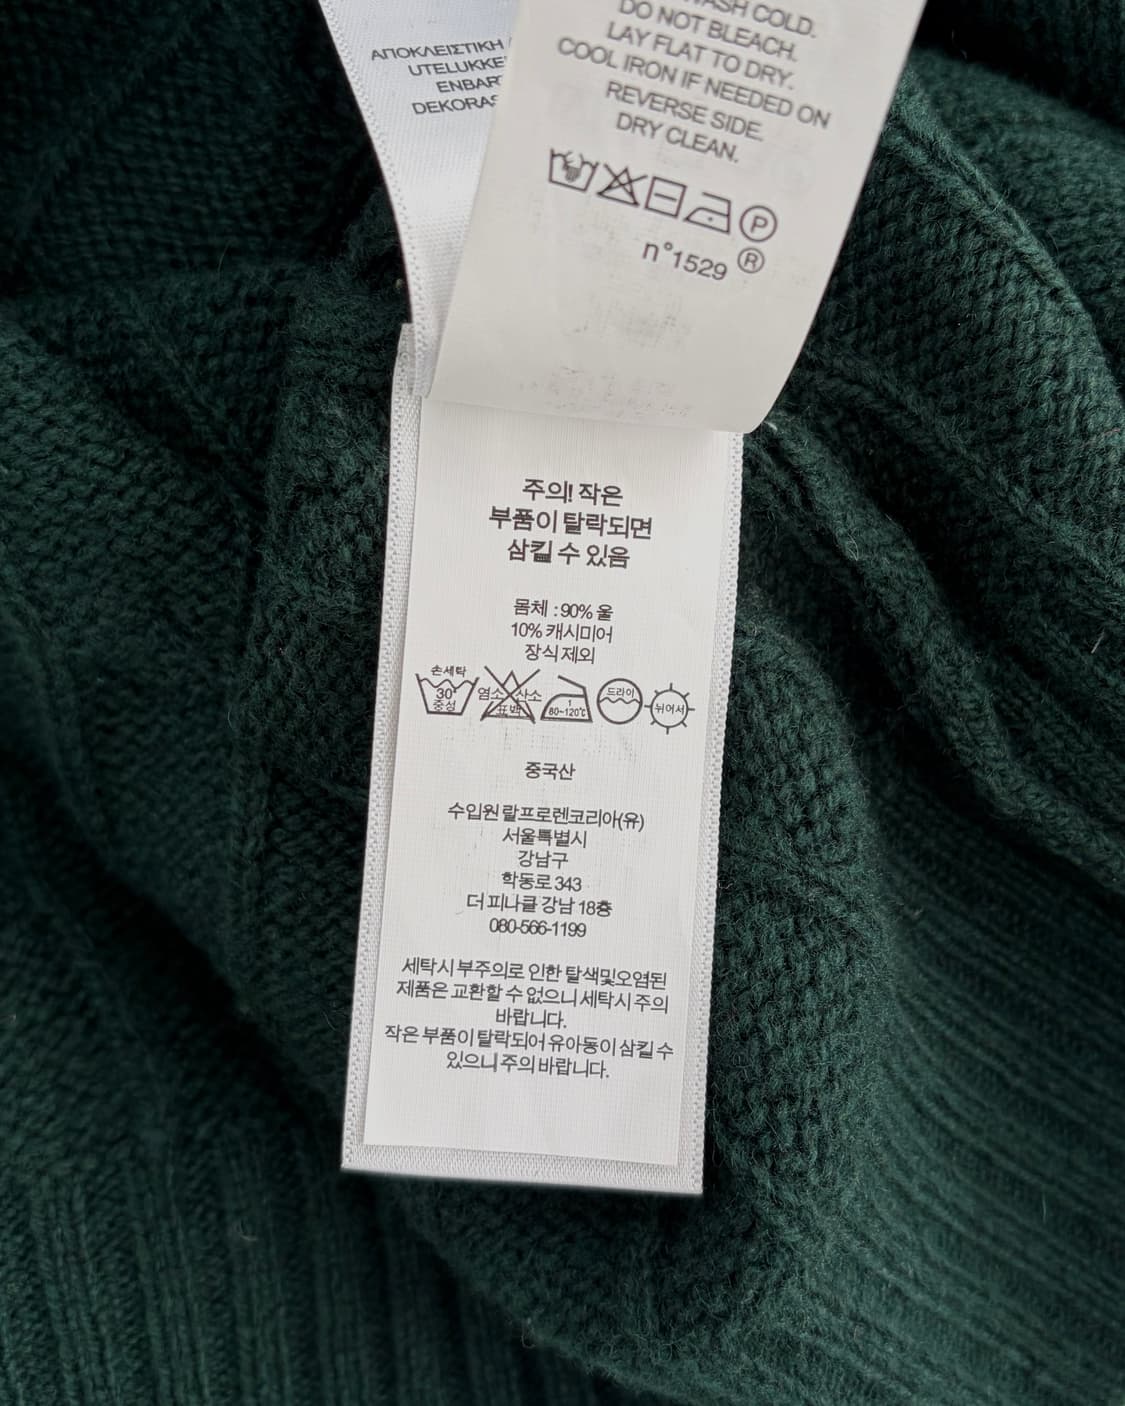 ΑΠΟΚΛΕΙΣΤΙΚΗ
WASH COLD.
DO NOT BLEACH.
LAY FLAT TO DRY.
COOL IRON IF NEEDED ON
REVERSE SIDE.
DRY CLEAN.
P
n°1529 ®
주의! 작은
부품이 탈락되면
삼킬 수 있음
몸체 : 90% 울
10% 캐시미어
장식 제외
손세탁
30°
중성
염소 산소
표백
1
80~120℃
드라이
뉘어서
중국산
수입원 랄프로렌코리아(유)
서울특별시
강남구
학동로 343
더 피나클 강남 18층
080-566-1199
세탁시 부주의로 인한 탈색및오염된
제품은 교환할 수 없으니 세탁시 주의
바랍니다.
작은 부품이 탈락되어 유아동이 삼킬 수
있으니 주의 바랍니다.